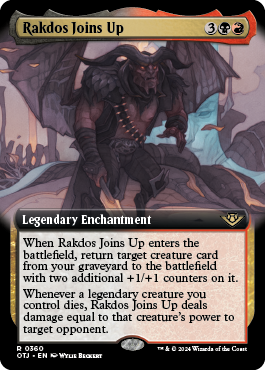 Rakdos Joins Up 3
Legendary Enchantment
When Rakdos Joins Up enters the
battlefield, return target creature card
from your graveyard to the battlefield
with two additional +1/+1 counters on it.
Whenever a legendary creature you
control dies, Rakdos Joins Up deals
damage equal to that creature's power to
target opponent.
R 0360
OTJ • EN Wylie Beckert
™ & © 2024 Wizards of the Coast